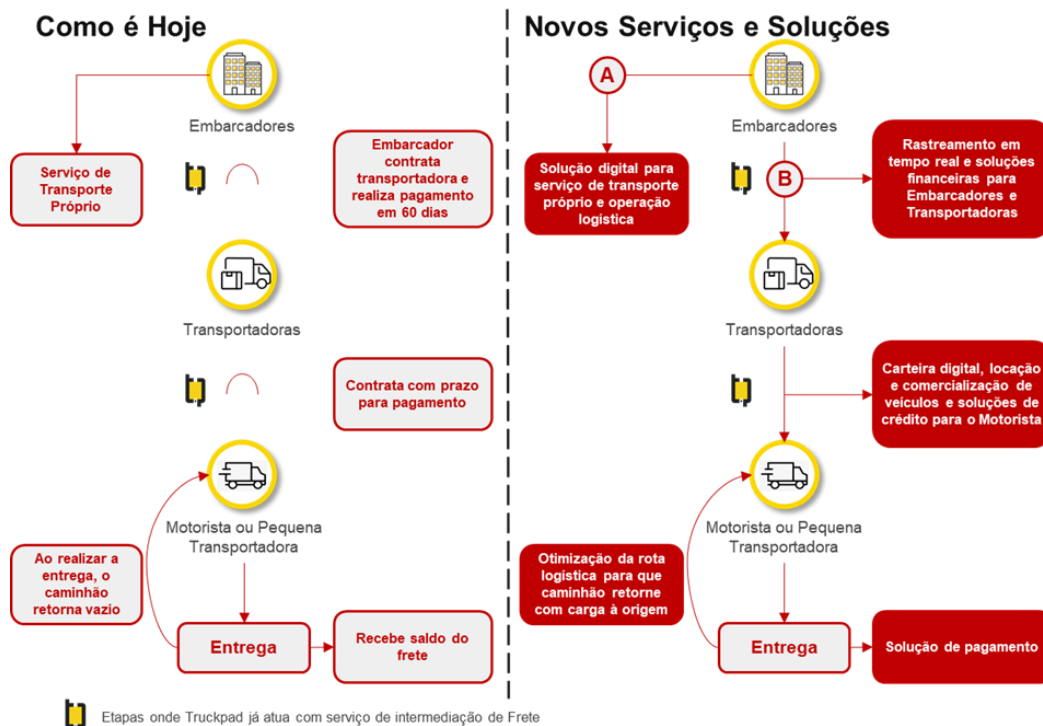 Como é Hoje
Embarcadores
Serviço de
Transporte
Próprio
Embarcador
contrata
transportadora e
realiza pagamento
em 60 dias
Transportadoras
Contrata com prazo
para pagamento
Motorista ou Pequena
Transportadora
Ao realizar a
entrega, o
caminhão
retorna vazio
Entrega
Recebe saldo do
frete
Novos Serviços e Soluções
A
Embarcadores
Solução digital para
serviço de transporte
próprio e operação
logística
B
Rastreamento em
tempo real e soluções
financeiras para
Embarcadores e
Transportadoras
Transportadoras
Carteira digital, locação
e comercialização de
veículos e soluções de
crédito para o Motorista
Motorista ou Pequena
Transportadora
Otimização da rota
logística para que
caminhão retorne
com carga à origem
Entrega
Solução de pagamento
Etapas onde Truckpad já atua com serviço de intermediação de Frete